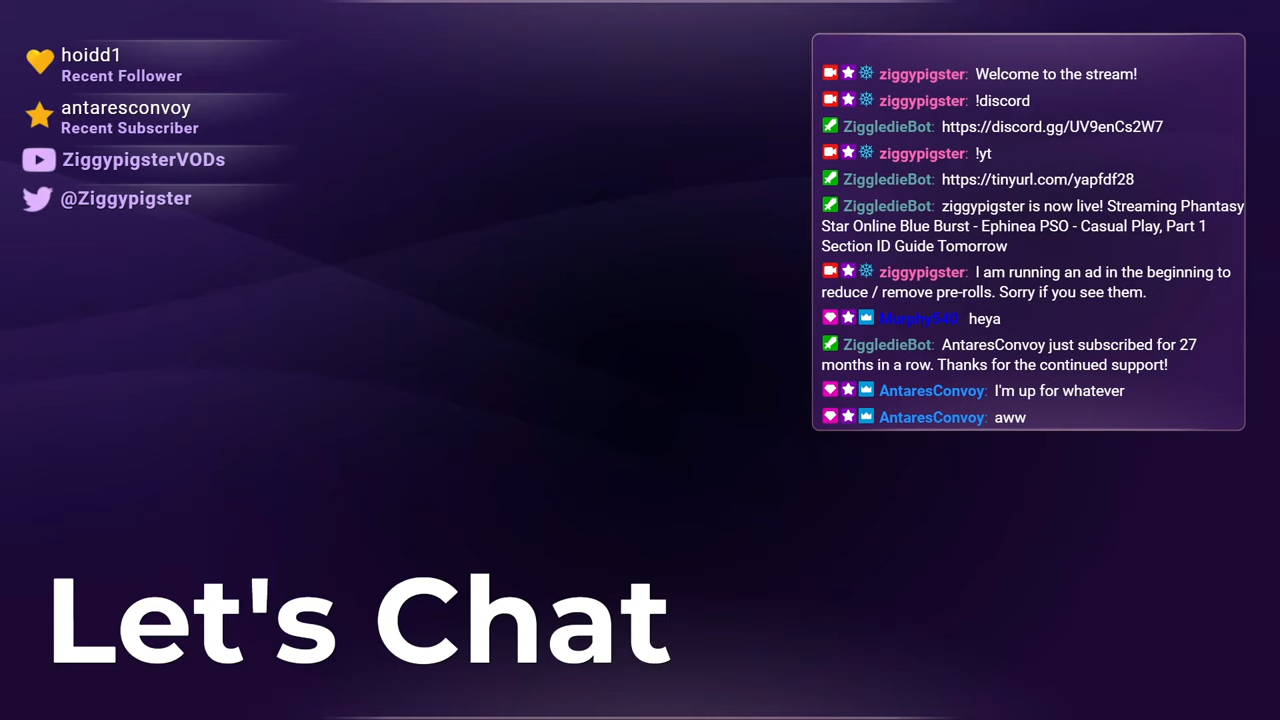 hoidd1
Recent Follower
antaresconvoy
Recent Subscriber
ZiggypigsterVODs
@Ziggypigster
ziggypigster: Welcome to the stream!
ziggypigster: !discord
ZiggledieBot: https://discord.gg/UV9enCs2W7
ziggypigster: !yt
ZiggledieBot: https://tinyurl.com/yapfdf28
ZiggledieBot: ziggypigster is now live! Streaming Phantasy
Star Online Blue Burst - Ephinea PSO - Casual Play, Part 1
Section ID Guide Tomorrow
ziggypigster: I am running an ad in the beginning to
reduce / remove pre-rolls. Sorry if you see them.
heya
ZiggledieBot: AntaresConvoy just subscribed for 27
months in a row. Thanks for the continued support!
AntaresConvoy: I'm up for whatever
AntaresConvoy: aww
Let's Chat